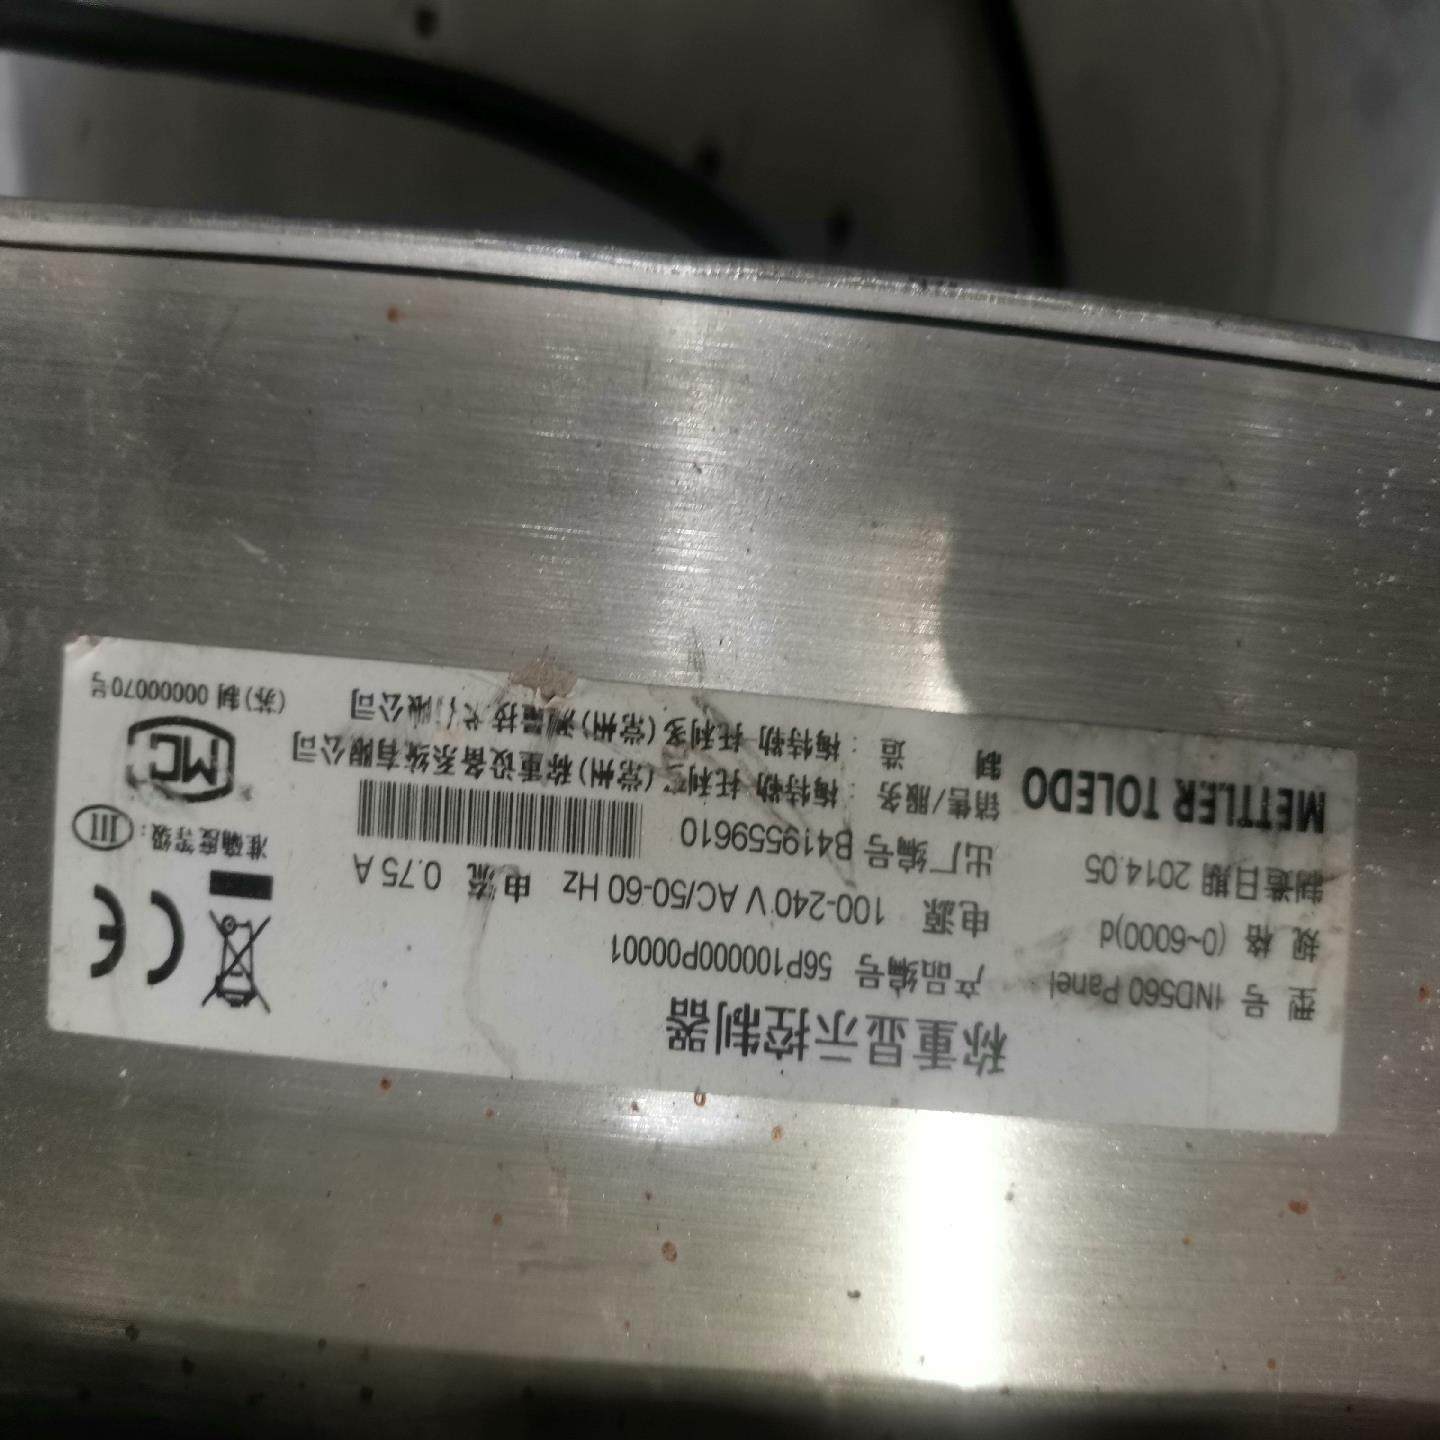 称重显示控制器
型 号 IND560 Panel 产品编号 56P100000P00001
规 格 (0~6000)d 电源 100-240 V AC/50-60 Hz 电流 0.75 A
制造日期 2014.05 出厂编号 B419559610
METTLER TOLEDO
销售/服务 : 梅特勒 托利多 (常州) 称重设备系统有限公司
制 造 : 梅特勒 托利多 (常州) 测量技术有限公司
CE
准确度等级: III
MC
(苏) 制 00000070号